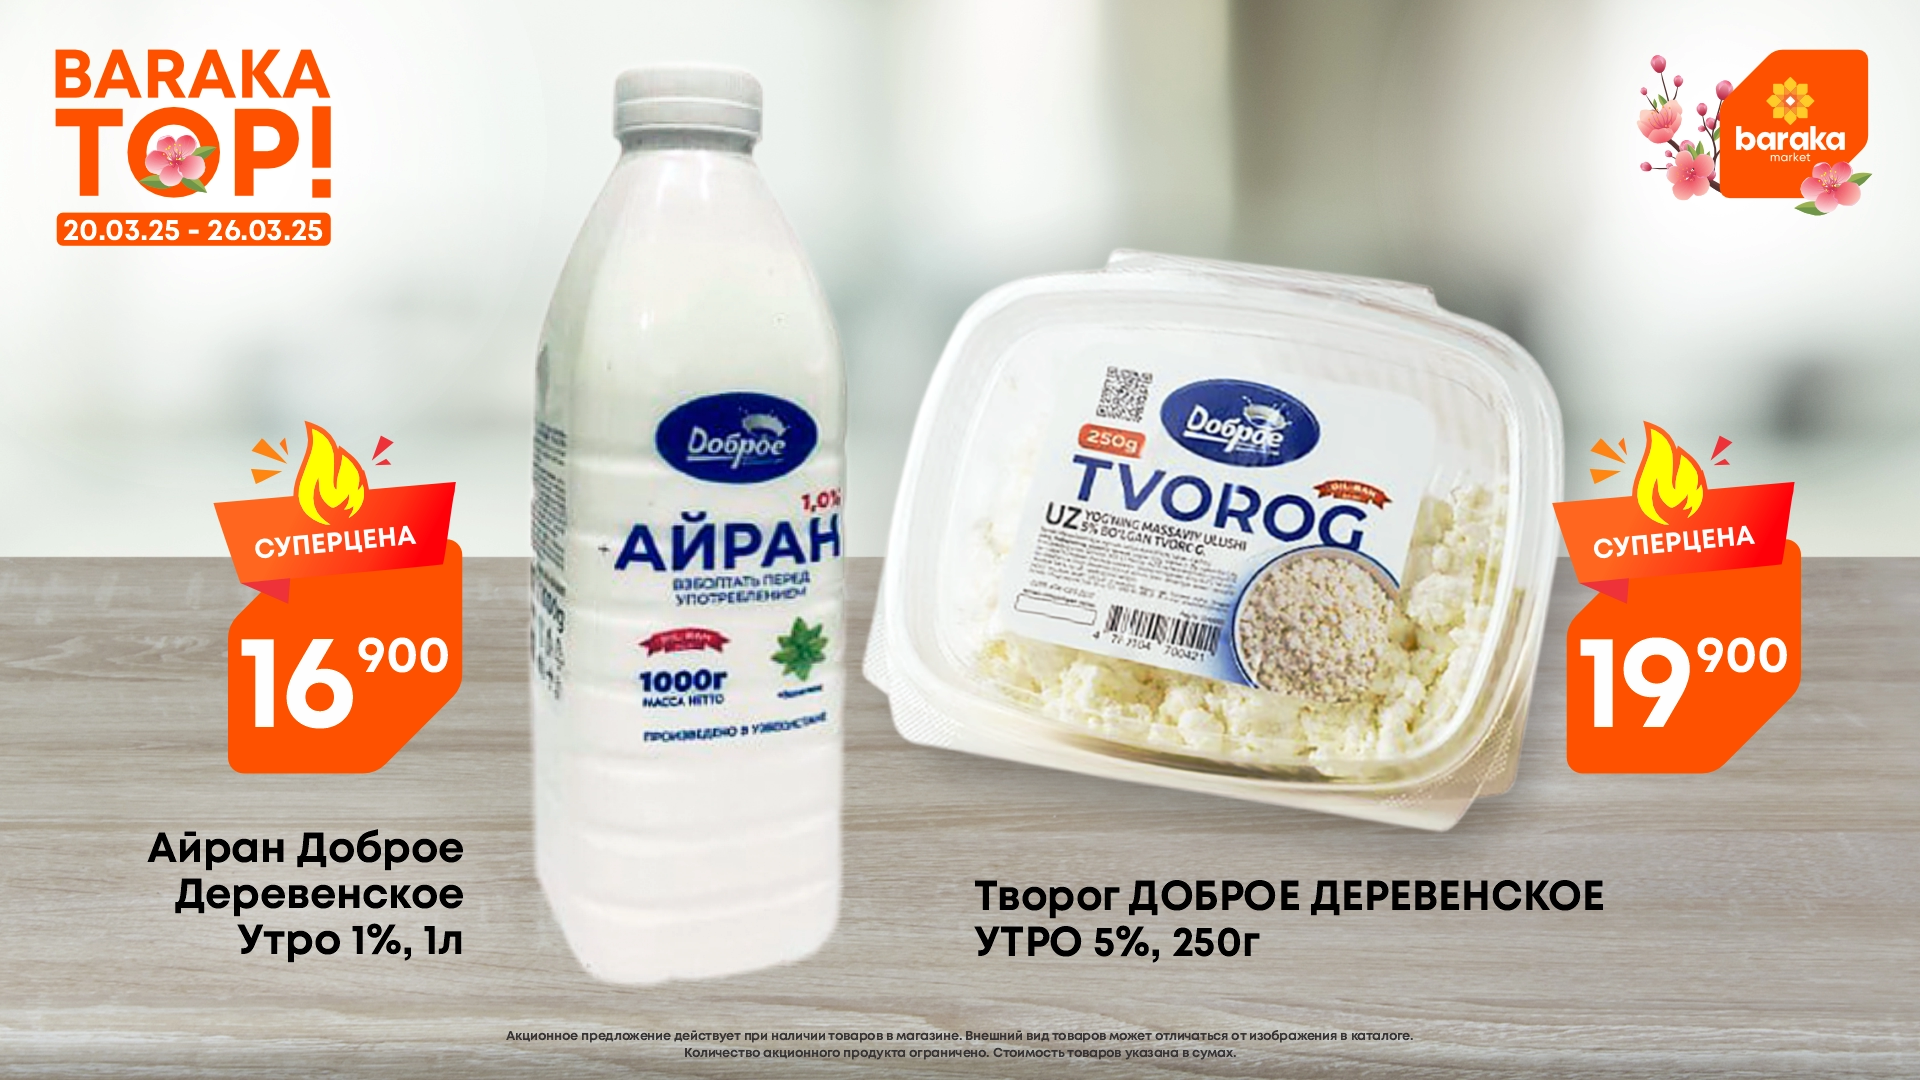 BARAKA
TOP!
20.03.25 - 26.03.25
baraka
market
Доброе
1,0%
АЙРАН
ВЗБОЛТАТЬ ПЕРЕД
УПОТРЕБЛЕНИЕМ
1000г
МАССА НЕТТО
ПРОИЗВЕДЕНО В УЗБЕКИСТАНЕ
Доброе
250g
TVOROG
UZ YOG'NING MASSAVIY ULUSHI
5% BO'LGAN TVOROG.
700421
СУПЕРЦЕНА
16 900
СУПЕРЦЕНА
19 900
Айран Доброе
Деревенское
Утро 1%, 1л
Творог ДОБРОЕ ДЕРЕВЕНСКОЕ
УТРО 5%, 250г
Акционное предложение действует при наличии товаров в магазине. Внешний вид товаров может отличаться от изображения в каталоге.
Количество акционного продукта ограничено. Стоимость товаров указана в сумах.